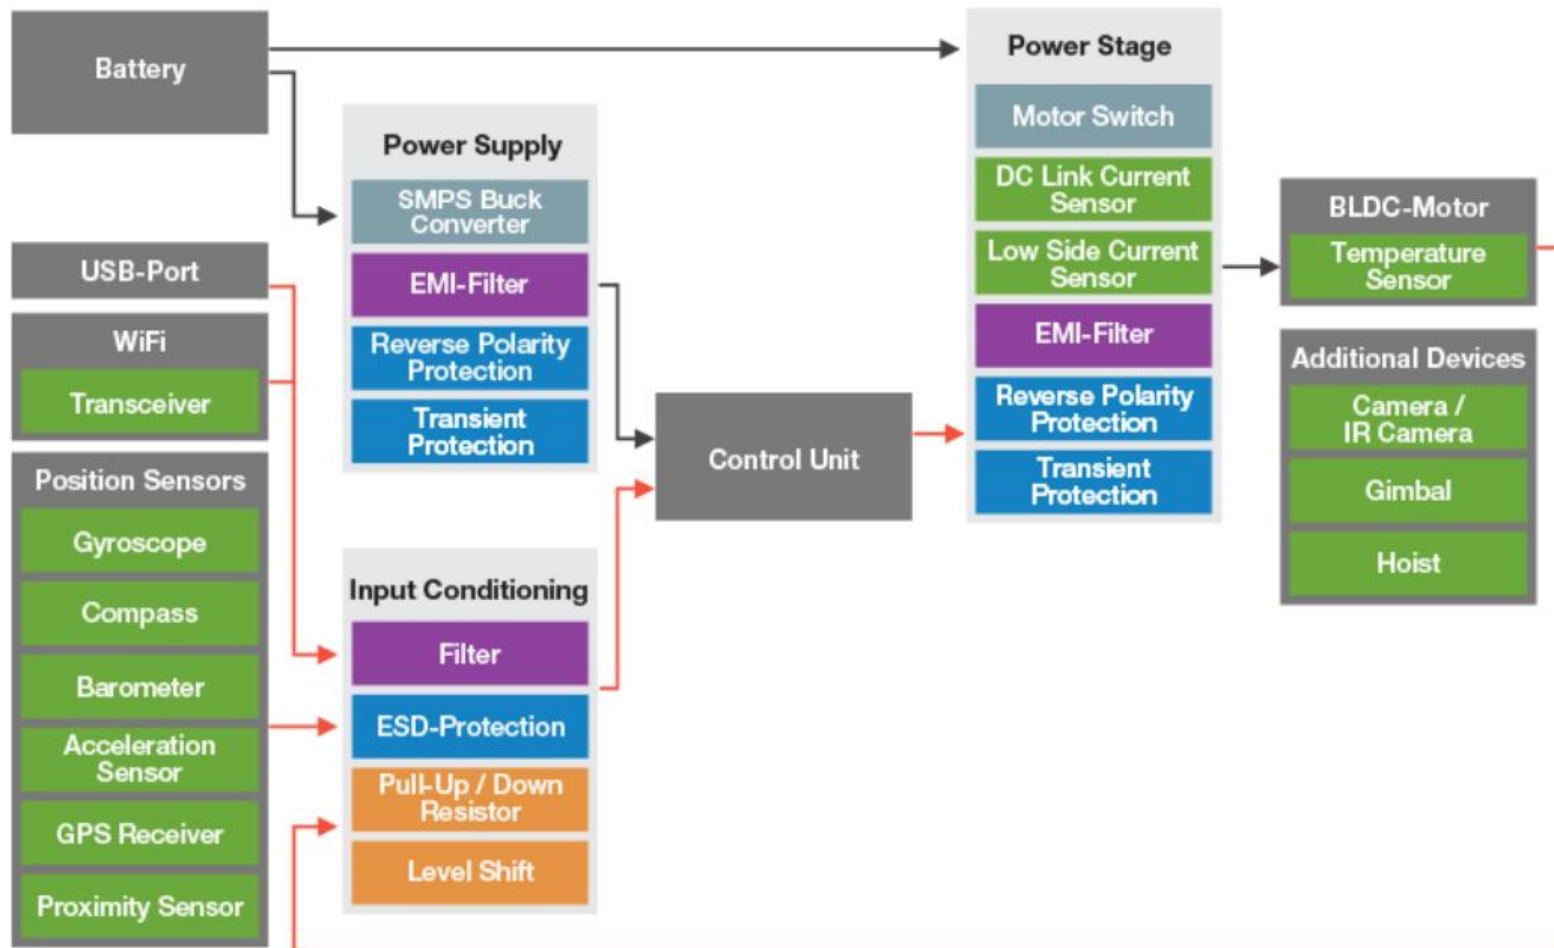 Battery
USB-Port
WiFi
Transceiver
Position Sensors
Gyroscope
Compass
Barometer
Acceleration
Sensor
GPS Receiver
Proximity Sensor
Power Supply
SMPS Buck
Converter
EMI-Filter
Reverse Polarity
Protection
Transient
Protection
Input Conditioning
Filter
ESD-Protection
Pull-Up / Down
Resistor
Level Shift
Control Unit
Power Stage
Motor Switch
DC Link Current
Sensor
Low Side Current
Sensor
EMI-Filter
Reverse Polarity
Protection
Transient
Protection
BLDC-Motor
Temperature
Sensor
Additional Devices
Camera /
IR Camera
Gimbal
Hoist